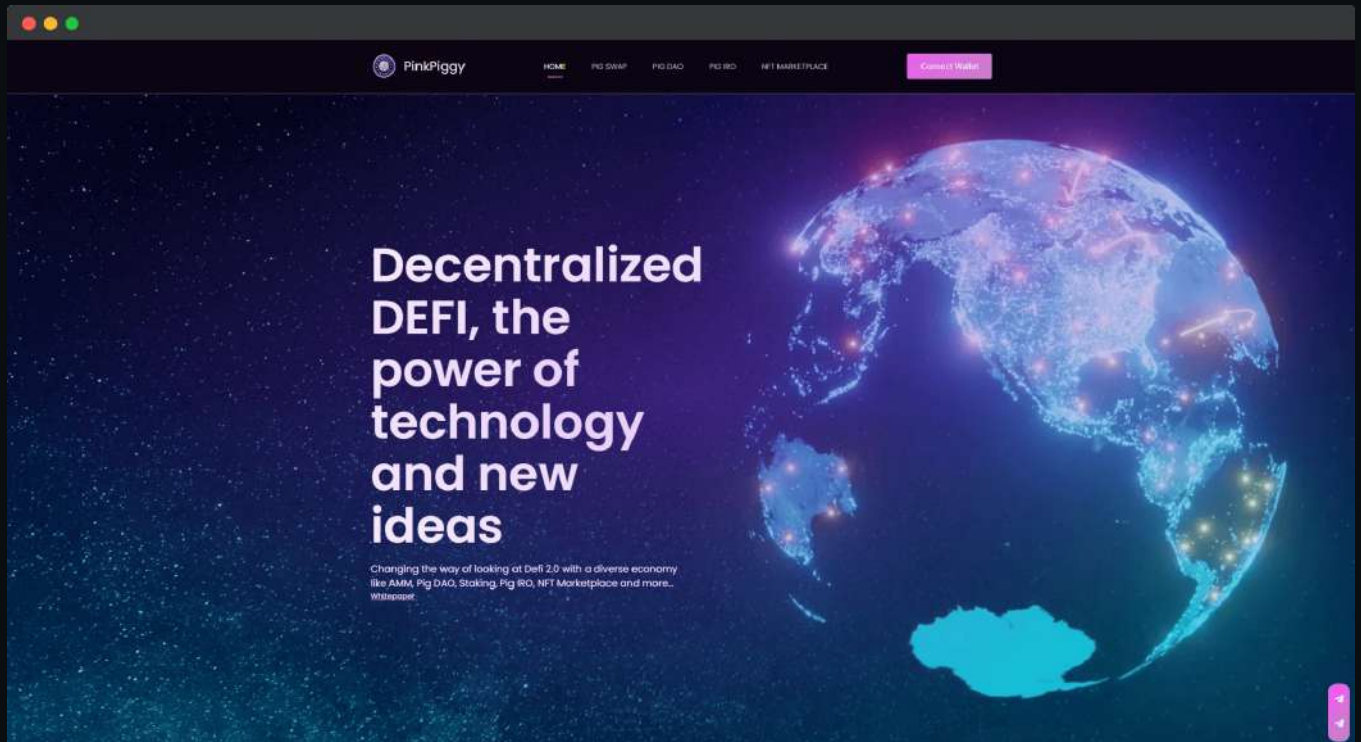 PinkPiggy
HOME PIG SWAP PIG DAO PIG IRO NFT MARKETPLACE
Connect Wallet
Decentralized
DEFI, the
power of
technology
and new
ideas
Changing the way of looking at Defi 2.0 with a diverse economy
like AMM, Pig DAO, Staking, Pig IRO, NFT Marketplace and more...
Whitepaper